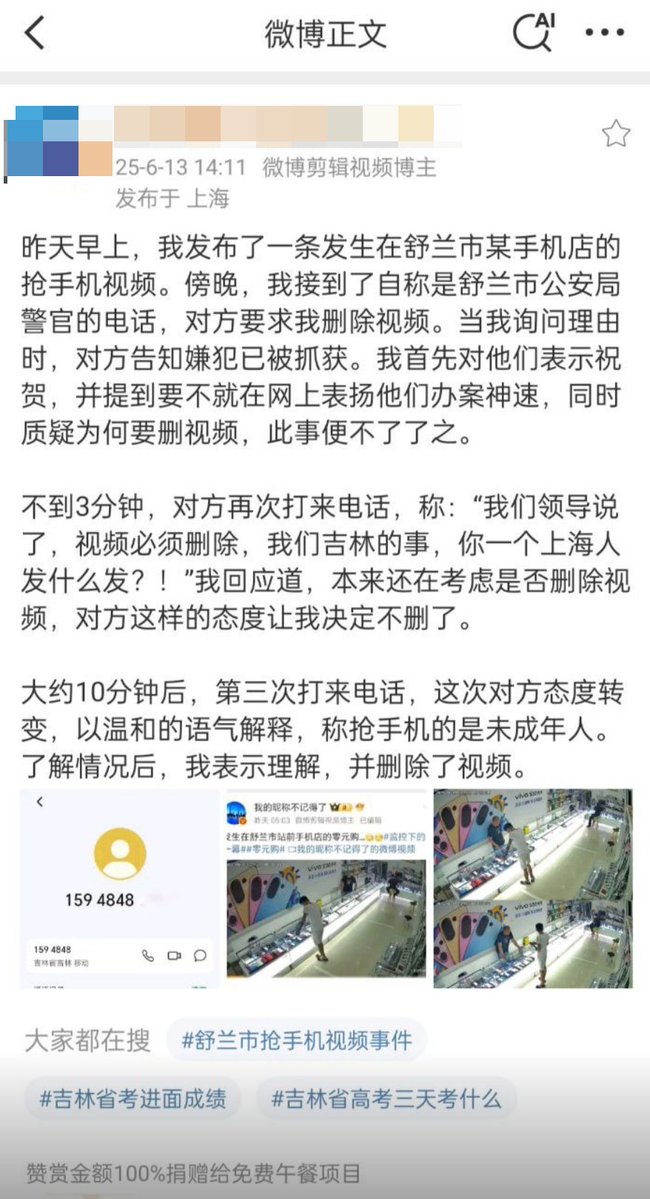 微博正文
AI
25-6-13 14:11 微博剪辑视频博主
发布于 上海
昨天早上，我发布了一条发生在舒兰市某手机店的
抢手机视频。傍晚，我接到了自称是舒兰市公安局
警官的电话，对方要求我删除视频。当我询问理由
时，对方告知嫌犯已被抓获。我首先对他们表示祝
贺，并提到要不就在网上表扬他们办案神速，同时
质疑为何要删视频，此事便不了了之。
不到3分钟，对方再次打来电话，称：“我们领导说
了，视频必须删除，我们吉林的事，你一个上海人
发什么发？！”我回应道，本来还在考虑是否删除视
频，对方这样的态度让我决定不删了。
大约10分钟后，第三次打来电话，这次对方态度转
变，以温和的语气解释，称抢手机的是未成年人。
了解情况后，我表示理解，并删除了视频。
159 4848
159 4848
吉林省吉林 移动
我的昵称不记得了
昨天 05:03 微博剪辑视频博主 已编辑
发生在舒兰市站前手机店的零元购...#监控下的
一幕##零元购# 我的昵称不记得了的微博视频
vivo
vivo
大家都在搜
#舒兰市抢手机视频事件
#吉林省考进面成绩
#吉林省高考三天考什么
赞赏金额100%捐赠给免费午餐项目